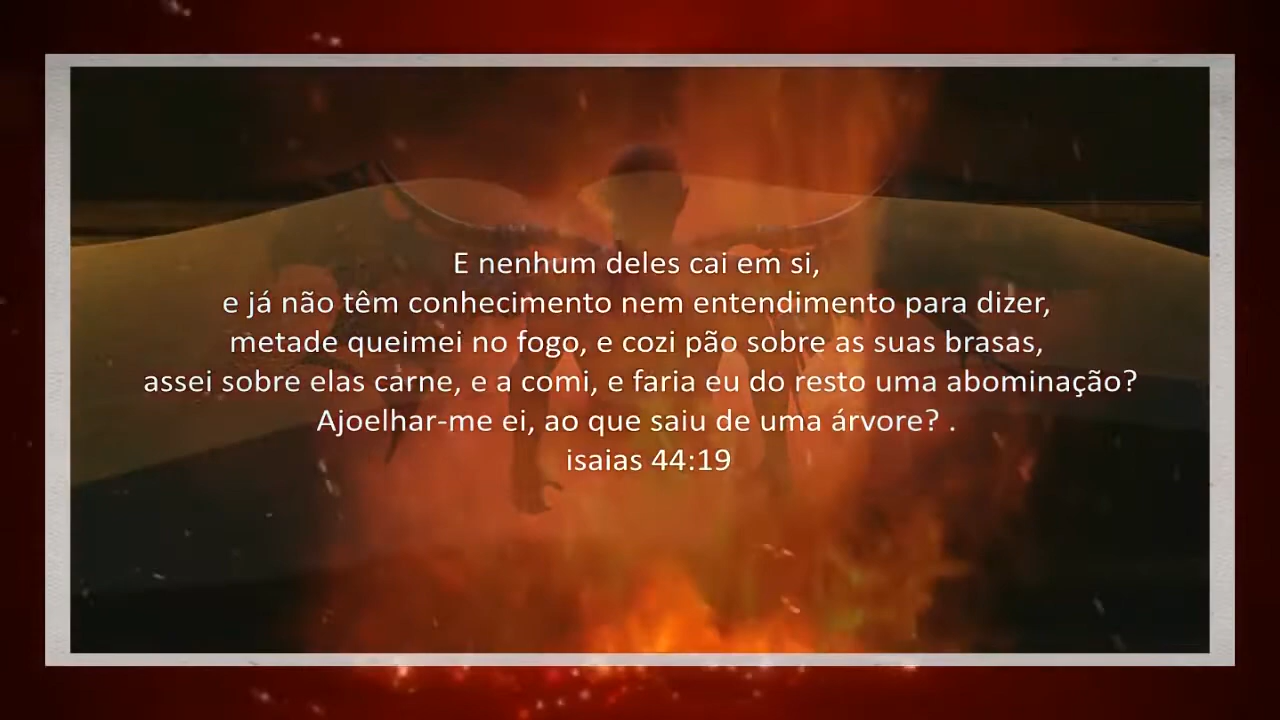 E nenhum deles cai em si,
e já não têm conhecimento nem entendimento para dizer,
metade queimei no fogo, e cozi pão sobre as suas brasas,
assei sobre elas carne, e a comi, e faria eu do resto uma abominação?
Ajoelhar-me ei, ao que saiu de uma árvore? .
isaias 44:19